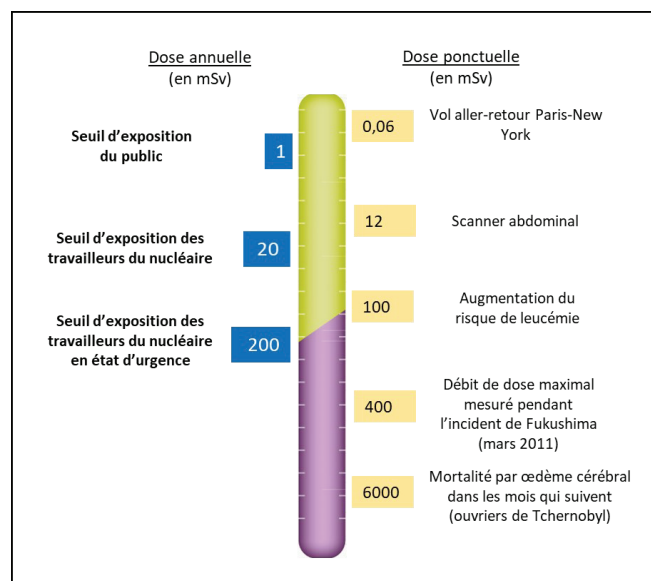 Dose annuelle
(en mSv)
Dose ponctuelle
(en mSv)
0,06
Vol aller-retour Paris-New
York
Seuil d’exposition
du public
1
12
Scanner abdominal
Seuil d’exposition des
travailleurs du nucléaire
20
100
Augmentation du
risque de leucémie
Seuil d’exposition des
travailleurs du nucléaire
en état d’urgence
200
400
Débit de dose maximal
mesuré pendant
l’incident de Fukushima
(mars 2011)
6000
Mortalité par œdème cérébral
dans les mois qui suivent
(ouvriers de Tchernobyl)